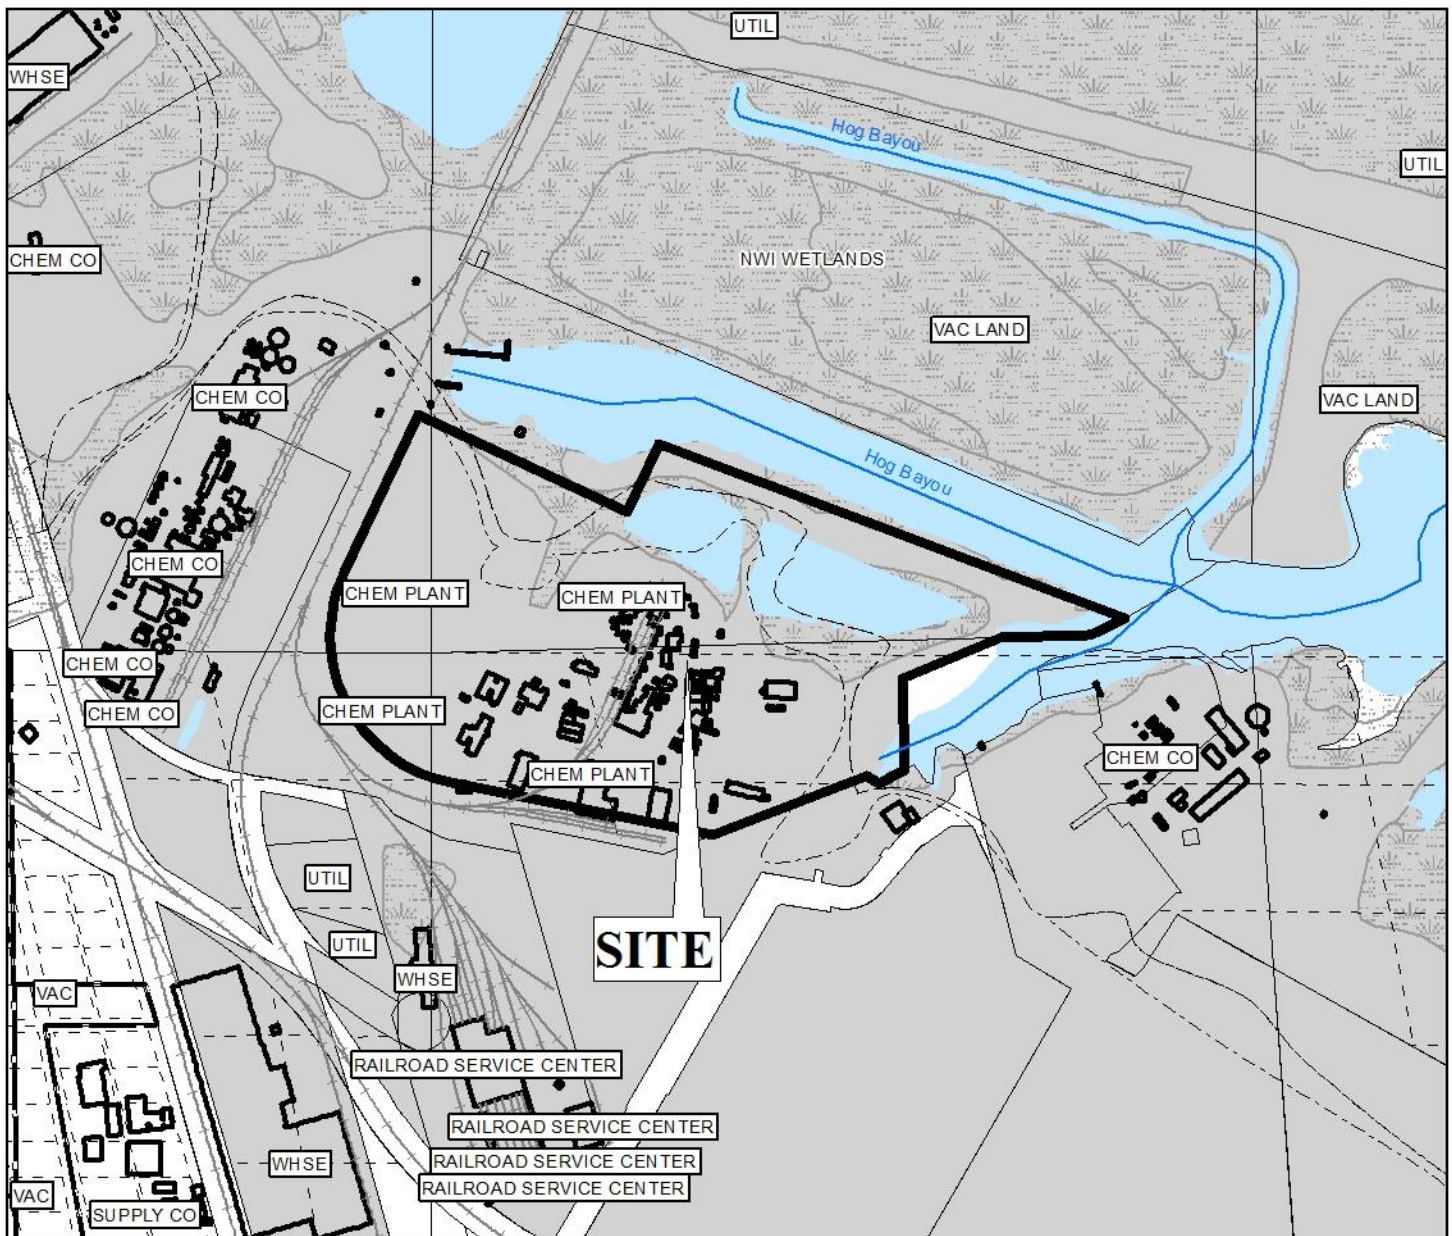 UTIL
WHSE
Hog Bayou
UTIL
CHEM CO
NWI WETLANDS
VAC LAND
CHEM CO
VAC LAND
Hog Bayou
CHEM CO
CHEM PLANT
CHEM PLANT
CHEM CO
CHEM CO
CHEM PLANT
CHEM PLANT
CHEM CO
UTIL
UTIL
SITE
WHSE
VAC
RAILROAD SERVICE CENTER
RAILROAD SERVICE CENTER
RAILROAD SERVICE CENTER
WHSE
RAILROAD SERVICE CENTER
VAC
SUPPLY CO